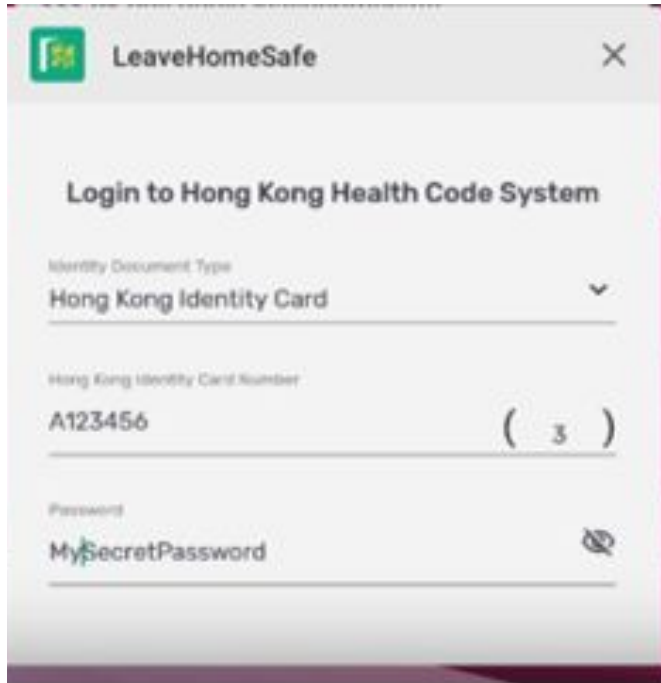 LeaveHomeSafe
Login to Hong Kong Health Code System
Identity Document Type
Hong Kong Identity Card
Hong Kong Identity Card Number
A123456 ( 3 )
Password
MySecretPassword